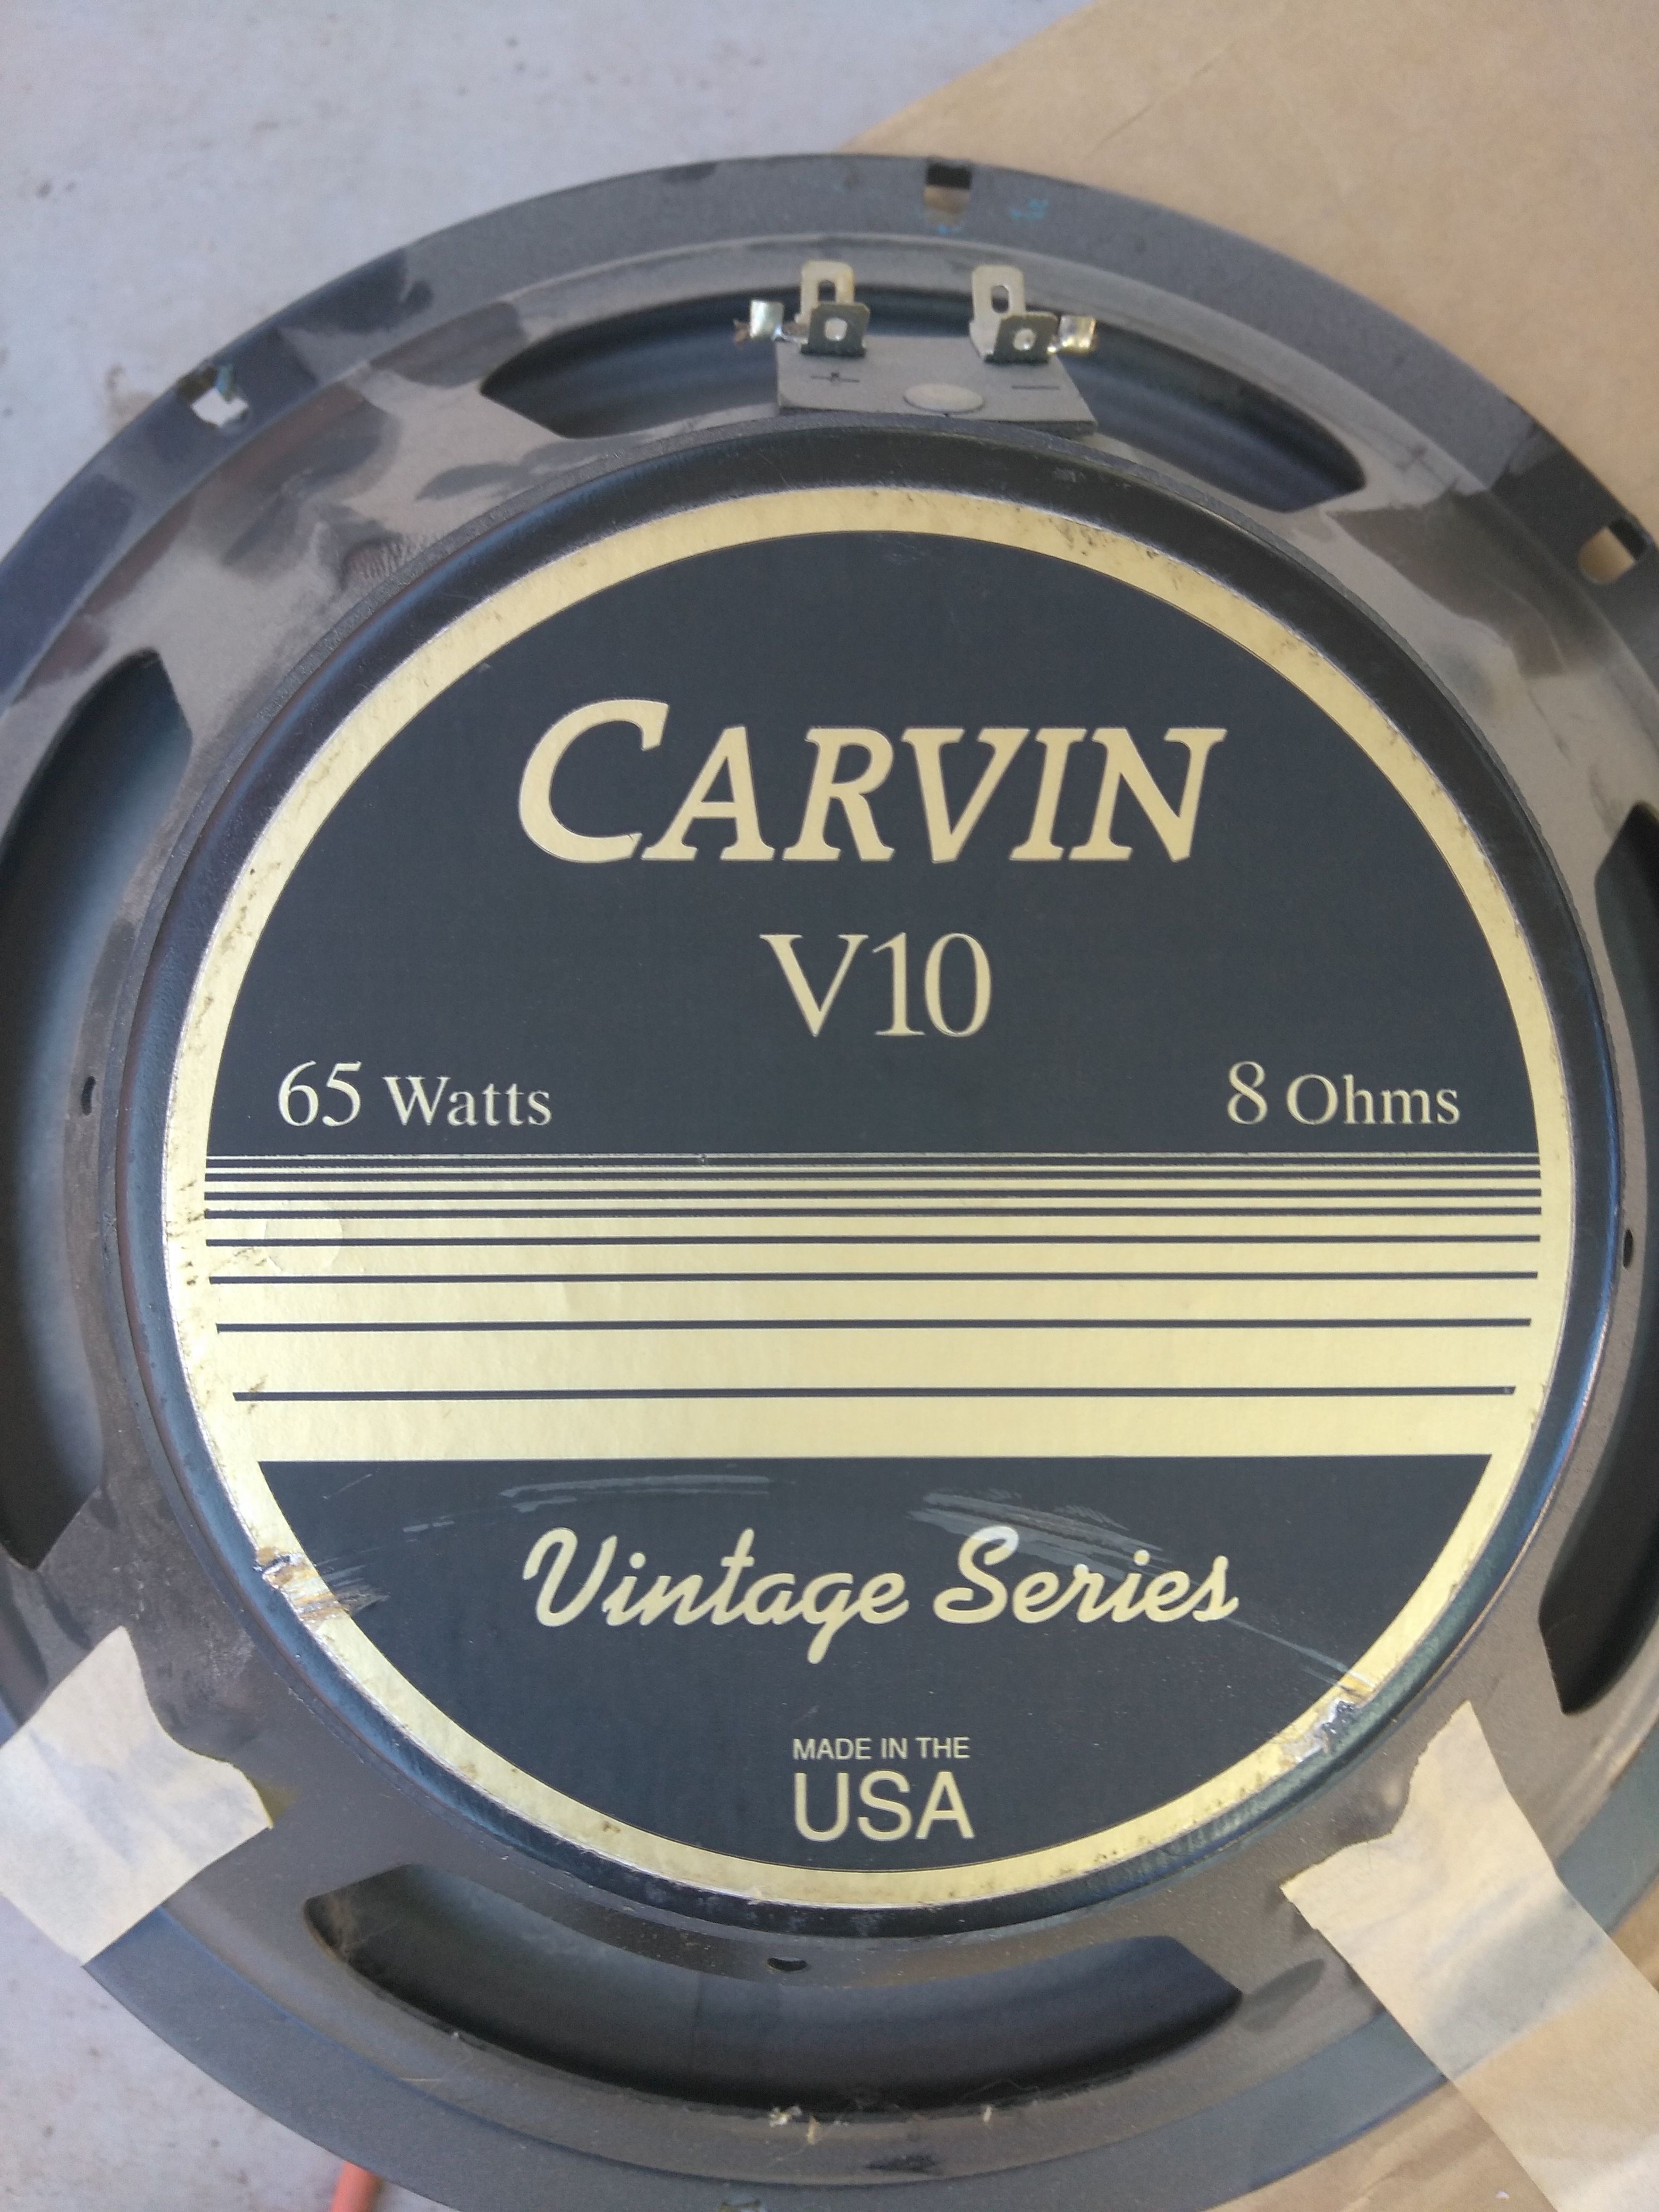 + −
CARVIN
V10
65 Watts 8 Ohms
Vintage Series
MADE IN THE
USA